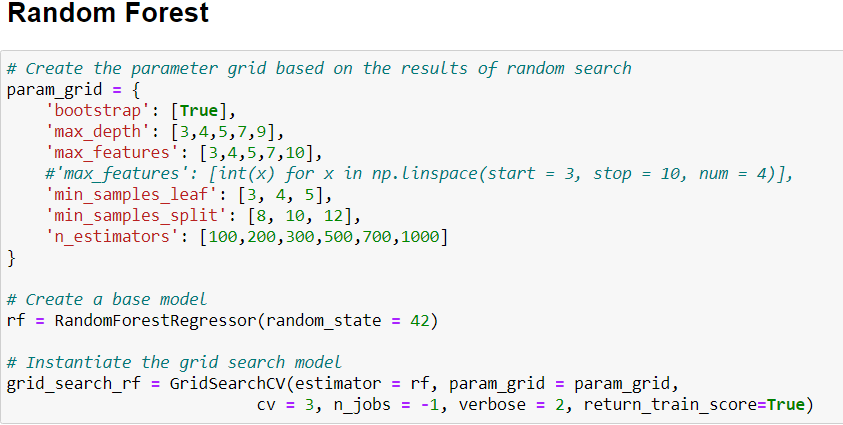 Random Forest
# Create the parameter grid based on the results of random search
param_grid = {
    'bootstrap': [True],
    'max_depth': [3,4,5,7,9],
    'max_features': [3,4,5,7,10],
    #'max_features': [int(x) for x in np.linspace(start = 3, stop = 10, num = 4)],
    'min_samples_leaf': [3, 4, 5],
    'min_samples_split': [8, 10, 12],
    'n_estimators': [100,200,300,500,700,1000]
}
# Create a base model
rf = RandomForestRegressor(random_state = 42)
# Instantiate the grid search model
grid_search_rf = GridSearchCV(estimator = rf, param_grid = param_grid,
                          cv = 3, n_jobs = -1, verbose = 2, return_train_score=True)